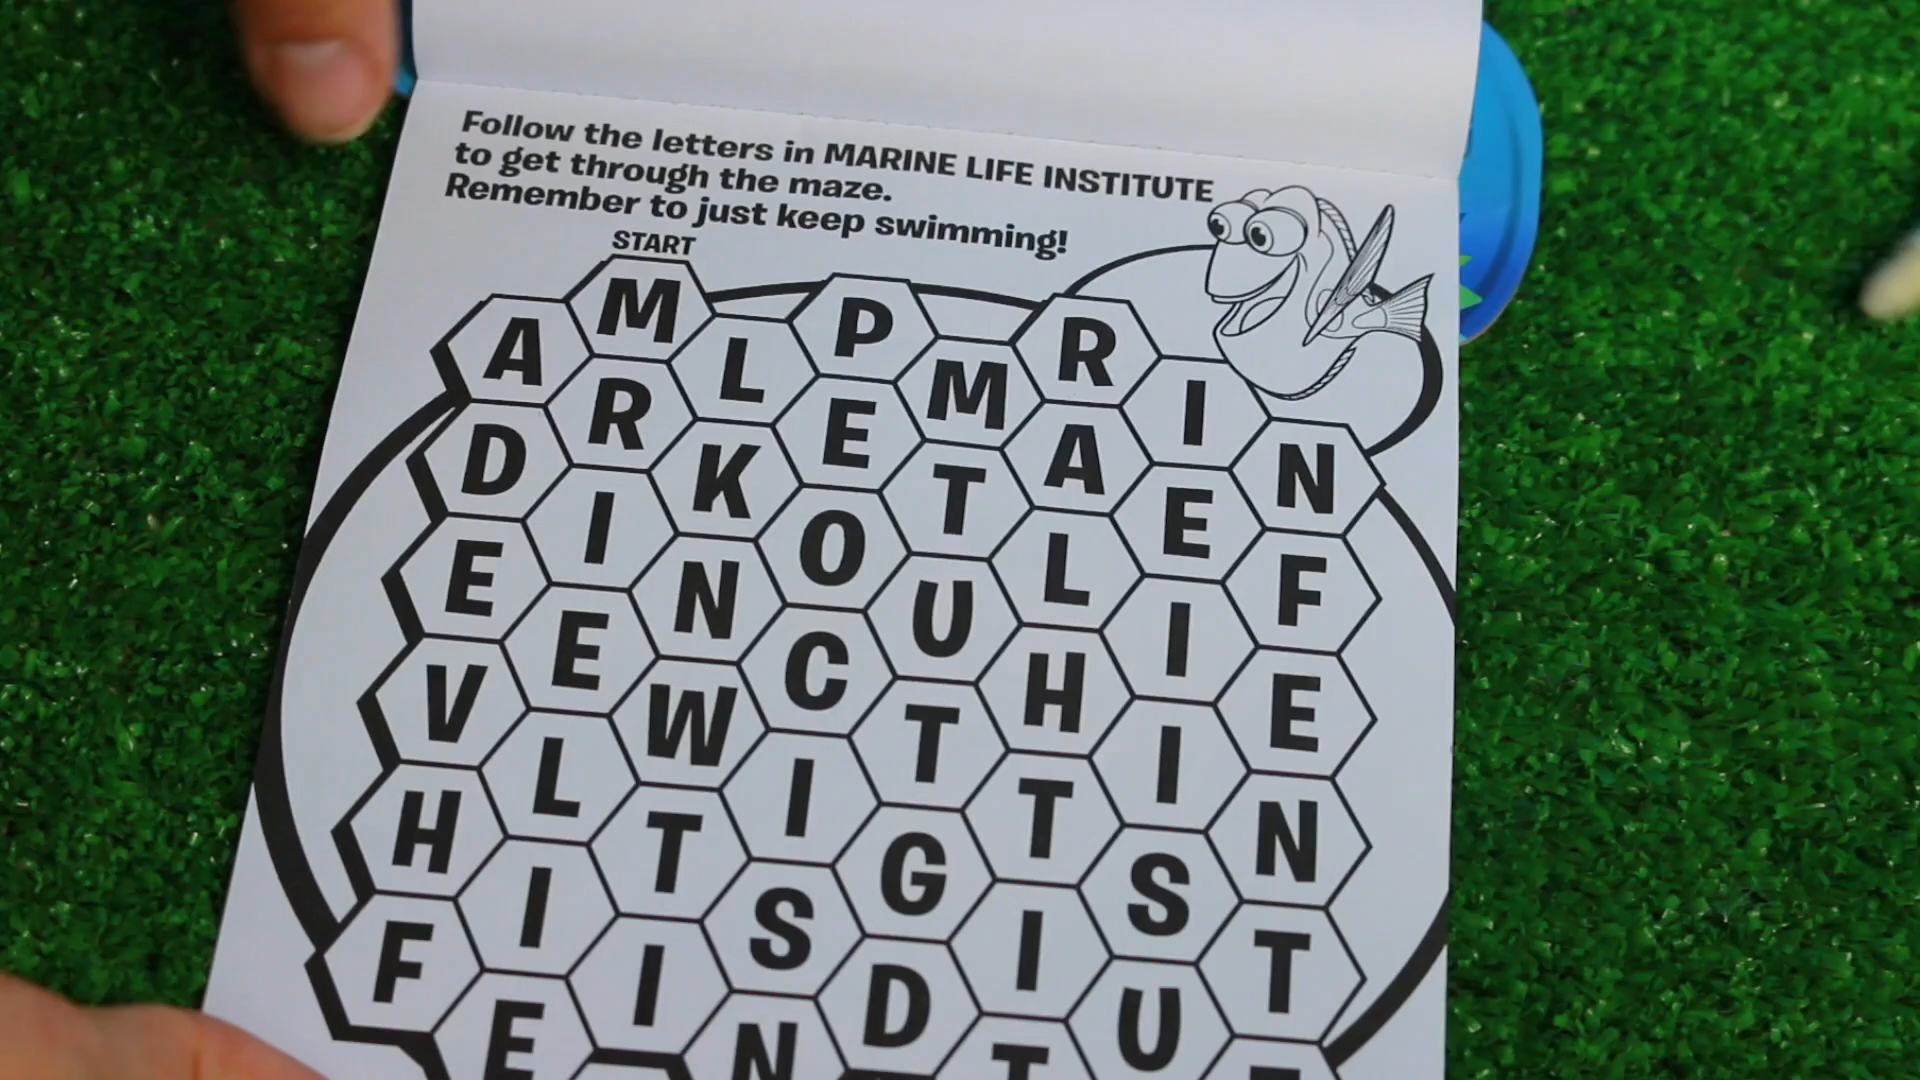 Follow the letters in MARINE LIFE INSTITUTE
to get through the maze.
Remember to just keep swimming!
START
M
P
A
L
R
R
M
I
E
D
K
A
N
T
I
O
E
E
N
L
F
U
E
C
I
V
W
H
E
T
L
I
I
H
T
T
N
G
I
S
S
F
I
I
T
D
E
U
N
T